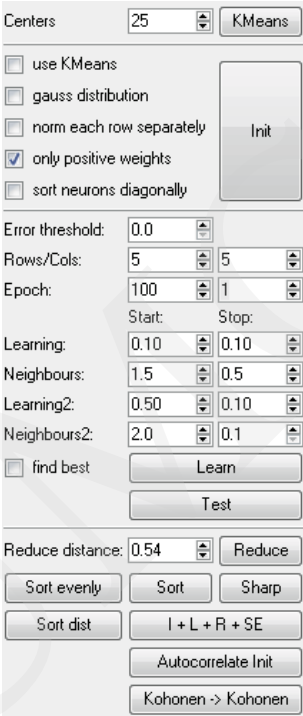 Centers 25 KMeans
use KMeans
gauss distribution
norm each row separately
Init
only positive weights
sort neurons diagonally
Error threshold: 0.0
Rows/Cols: 5 5
Epoch: 100 1
Start: Stop:
Learning: 0.10 0.10
Neighbours: 1.5 0.5
Learning2: 0.50 0.10
Neighbours2: 2.0 0.1
find best Learn
Test
Reduce distance: 0.54 Reduce
Sort evenly Sort Sharp
Sort dist I + L + R + SE
Autocorrelate Init
Kohonen -> Kohonen